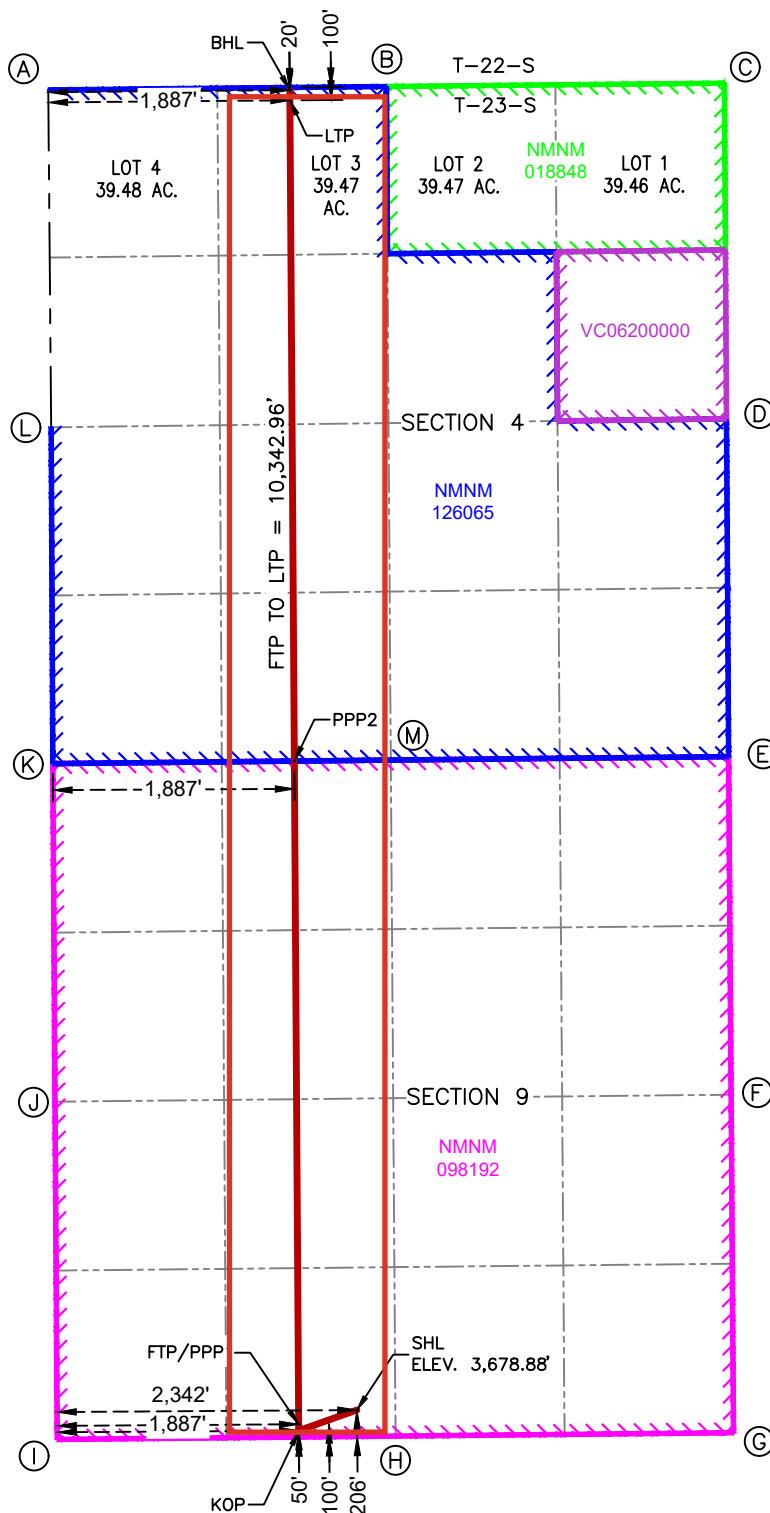 BHL
20'
100'
A
B
C
T-22-S
T-23-S
1,887'
LTP
LOT 4
39.48 AC.
LOT 3
39.47
AC.
LOT 2
39.47 AC.
NMNM
018848
LOT 1
39.46 AC.
VC06200000
L
SECTION 4
D
FTP TO LTP = 10,342.96'
NMNM
126065
PPP2
M
K
E
1,887'
J
SECTION 9
F
NMNM
098192
FTP/PPP1
SHL
ELEV. 3,678.88'
2,342'
1,887'
I
H
G
KOP
50'
100'
206'